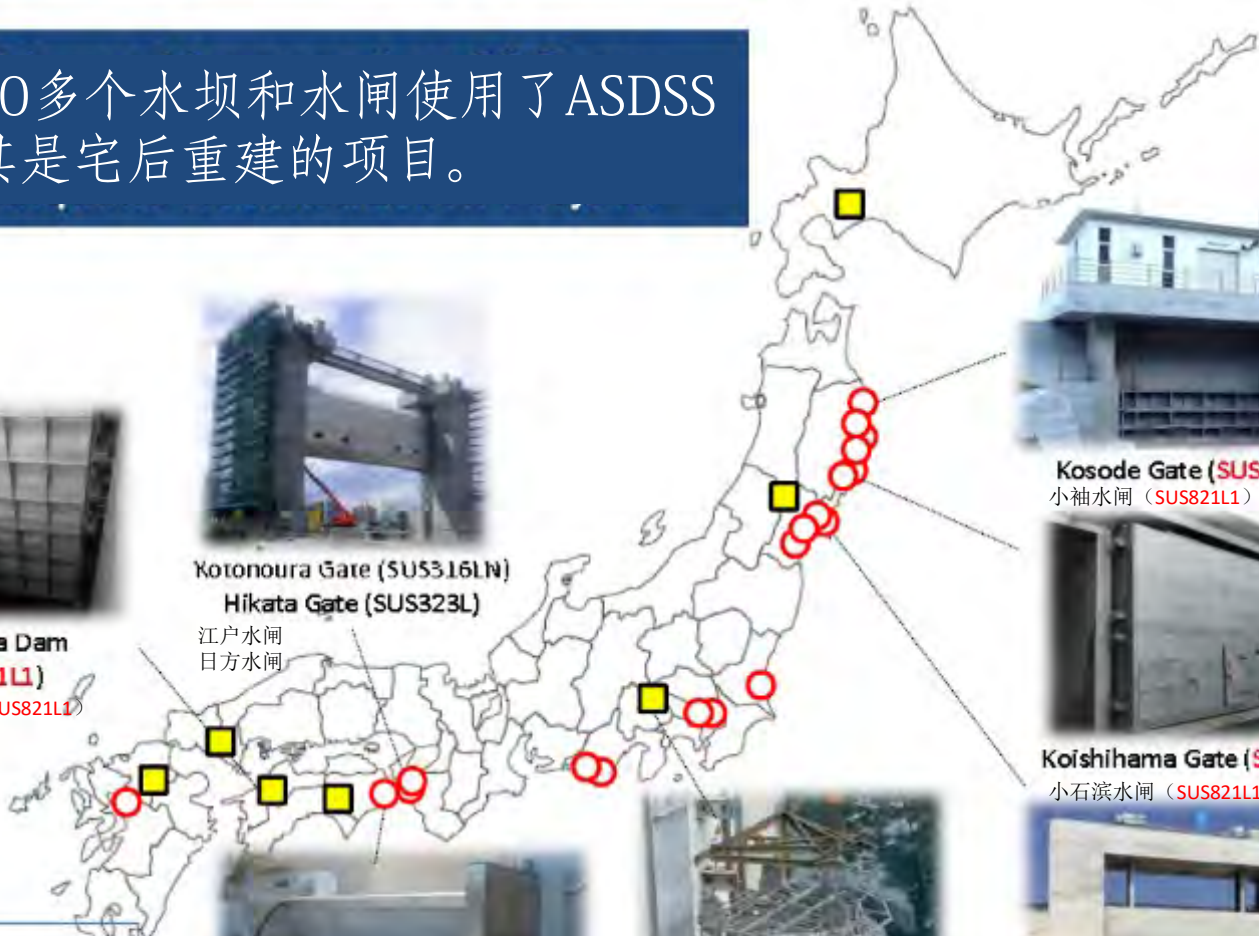 0多个水坝和水闸使用了ASDSS
其是宅后重建的项目。
Kosode Gate (SUS
小袖水闸（SUS821L1）
Kotonoura Gate (SUS316LN)
Hikata Gate (SUS323L)
江户水闸
日方水闸
a Dam
1L1)
US821L1）
Koishihama Gate (S
小石滨水闸（SUS821L1